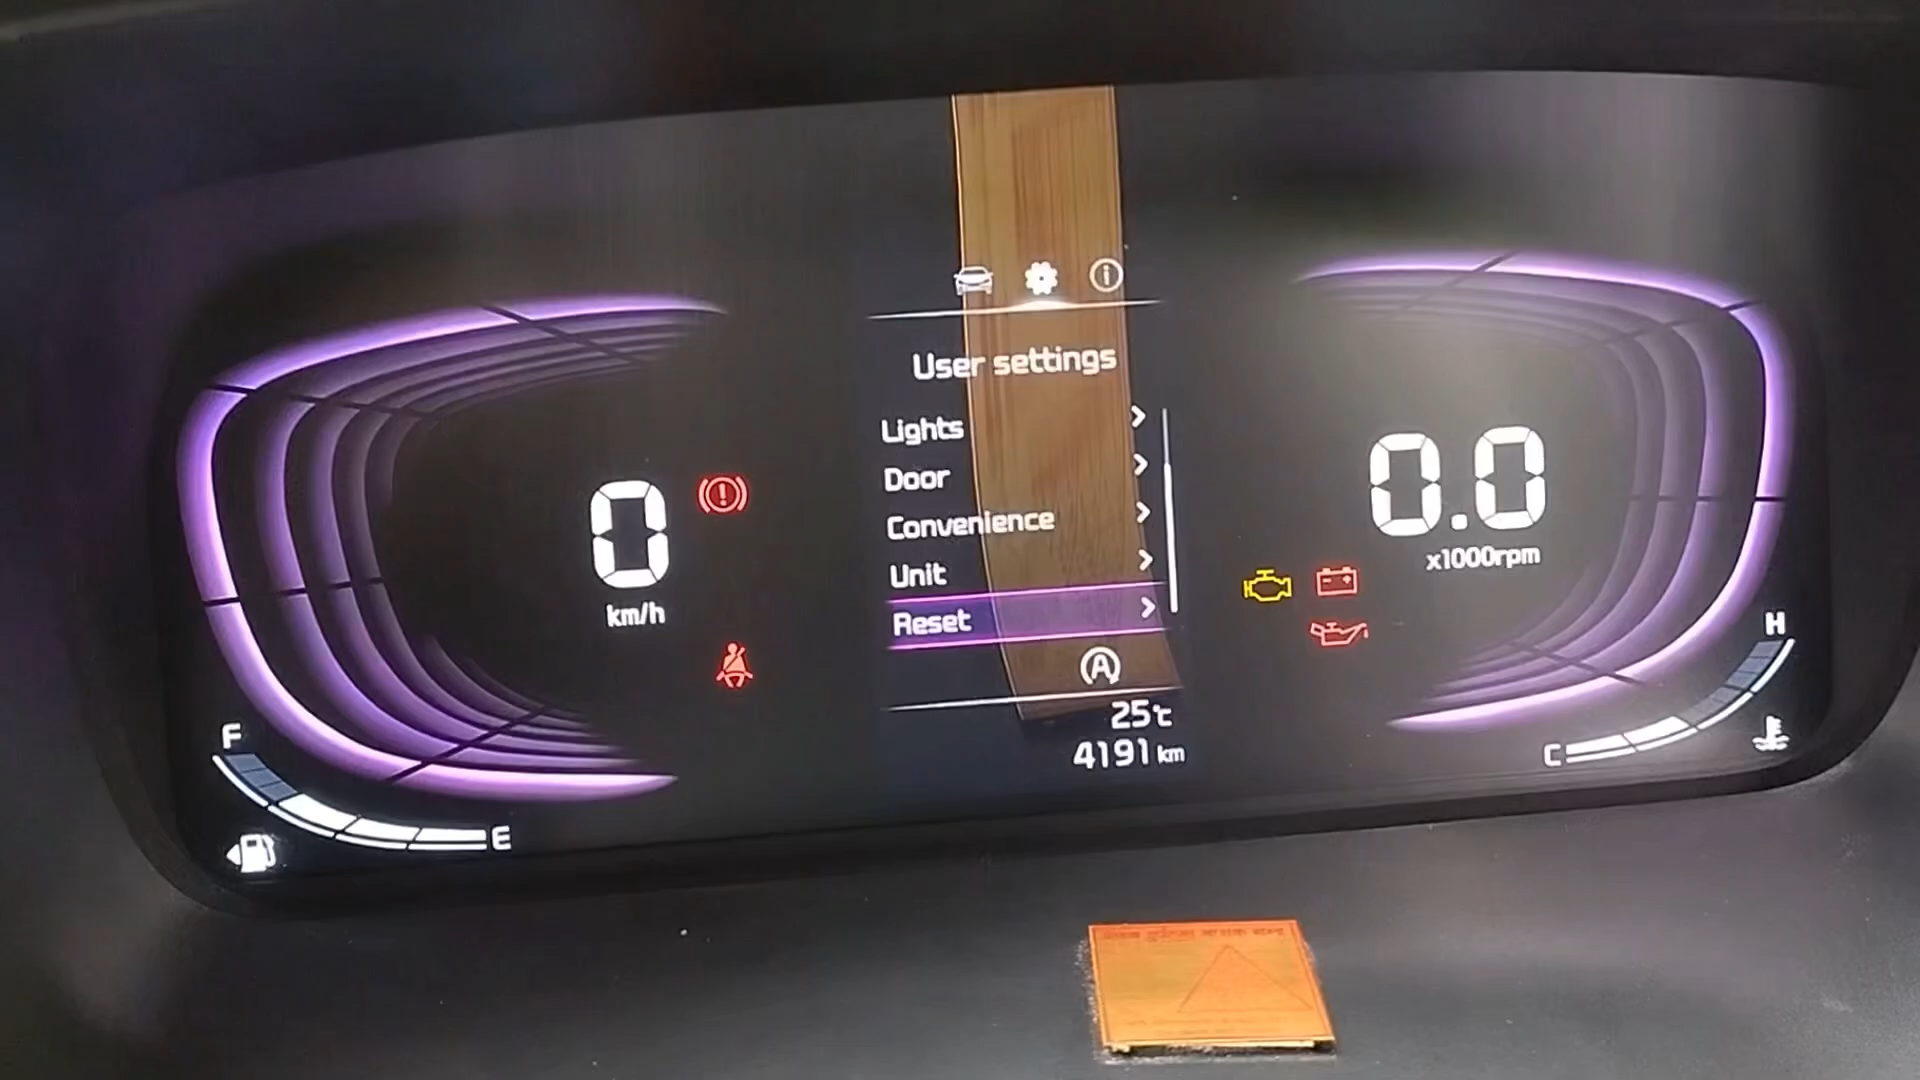 User settings
Lights
Door
Convenience
Unit
Reset
A
25℃
4191 km
0
km/h
0.0
x1000rpm
F
E
H
C